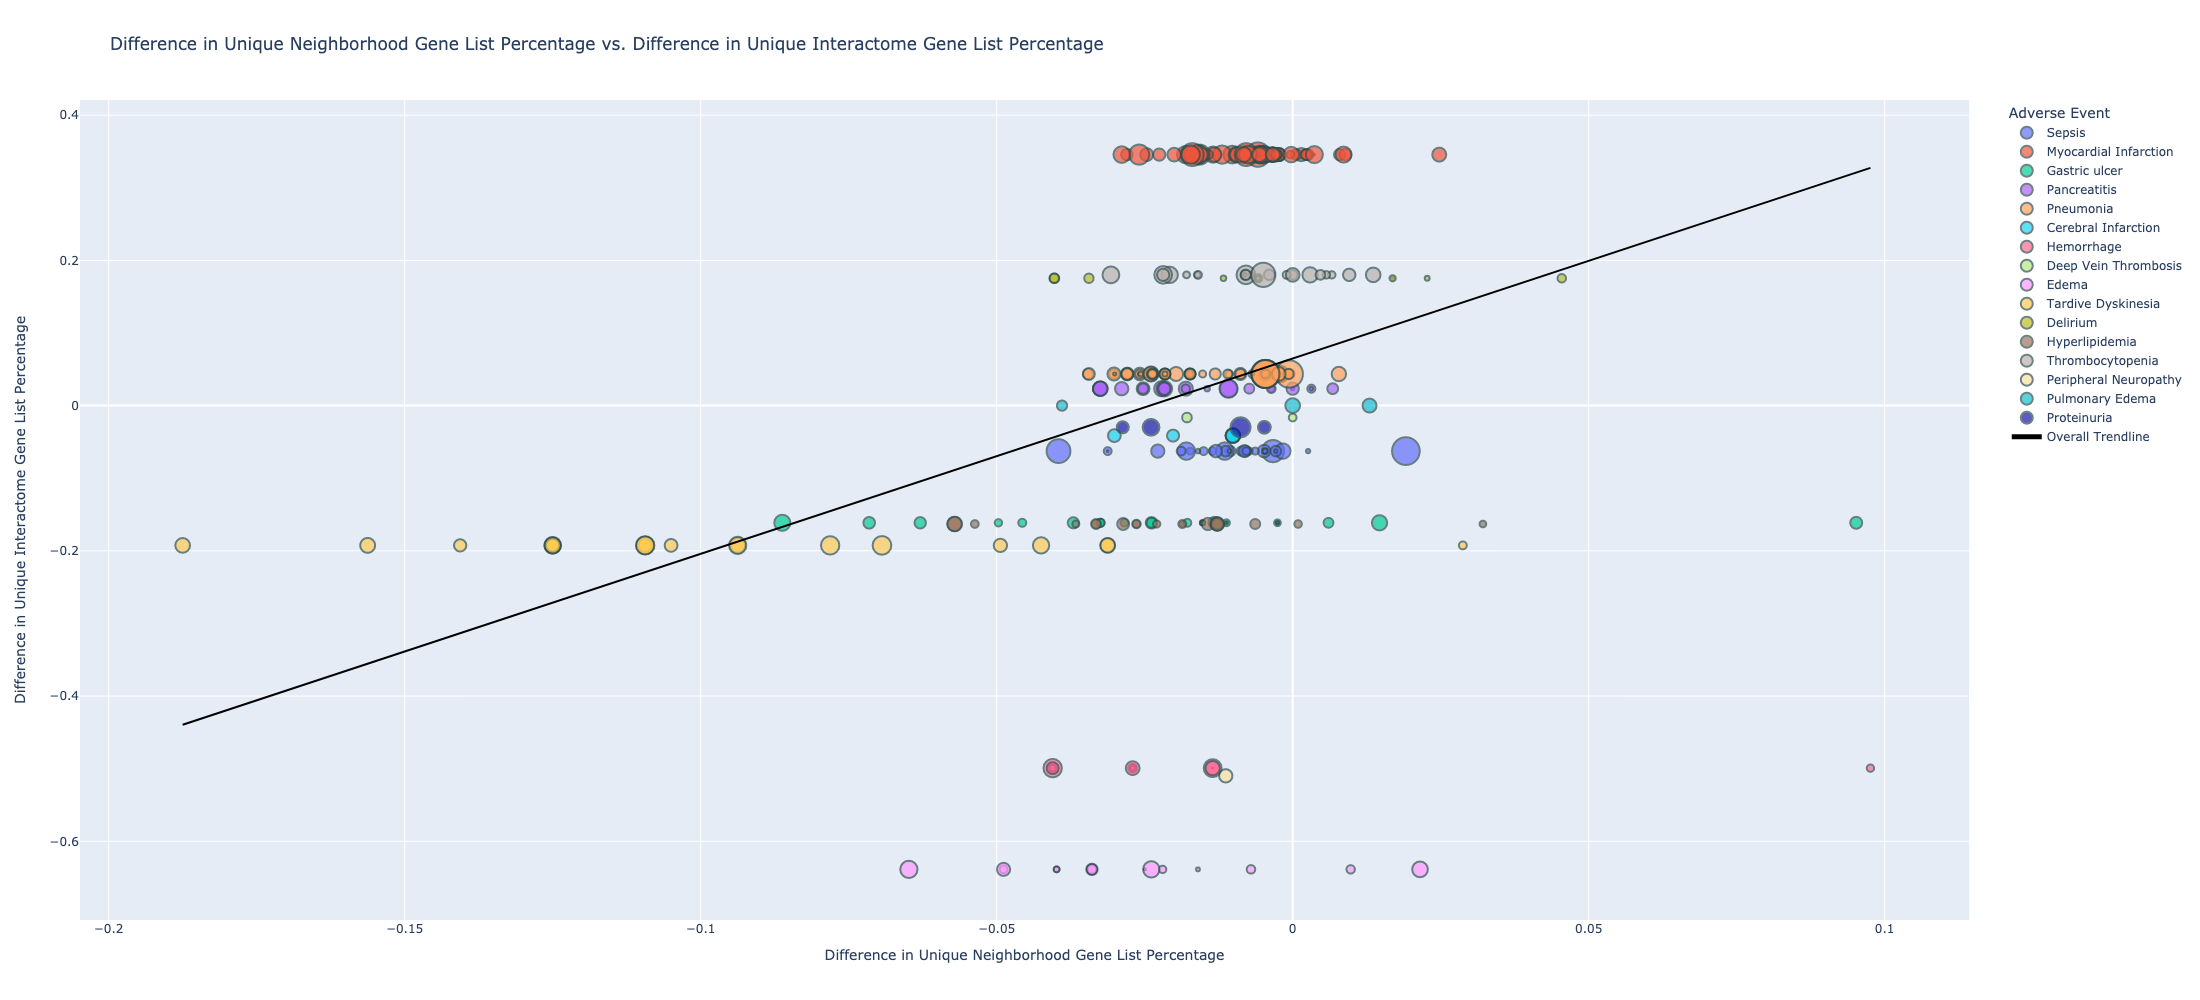 Difference in Unique Neighborhood Gene List Percentage vs. Difference in Unique Interactome Gene List Percentage
Difference in Unique Interactome Gene List Percentage
0.4
0.2
0
−0.2
−0.4
−0.6
−0.2
−0.15
−0.1
−0.05
0
0.05
0.1
Difference in Unique Neighborhood Gene List Percentage
Adverse Event
Sepsis
Myocardial Infarction
Gastric ulcer
Pancreatitis
Pneumonia
Cerebral Infarction
Hemorrhage
Deep Vein Thrombosis
Edema
Tardive Dyskinesia
Delirium
Hyperlipidemia
Thrombocytopenia
Peripheral Neuropathy
Pulmonary Edema
Proteinuria
Overall Trendline